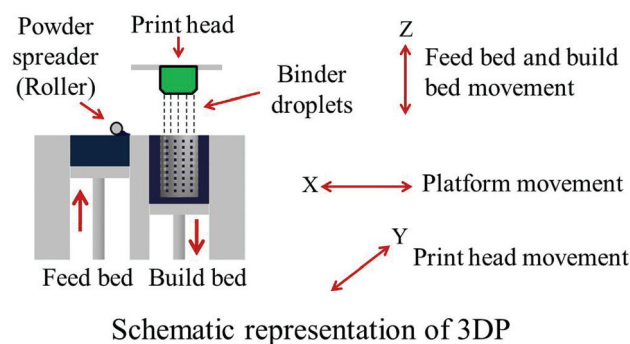 Print head
Powder
spreader
(Roller)
Binder
droplets
Feed bed
Build bed
Z
Feed bed and build
bed movement
X
Platform movement
Y
Print head movement
Schematic representation of 3DP